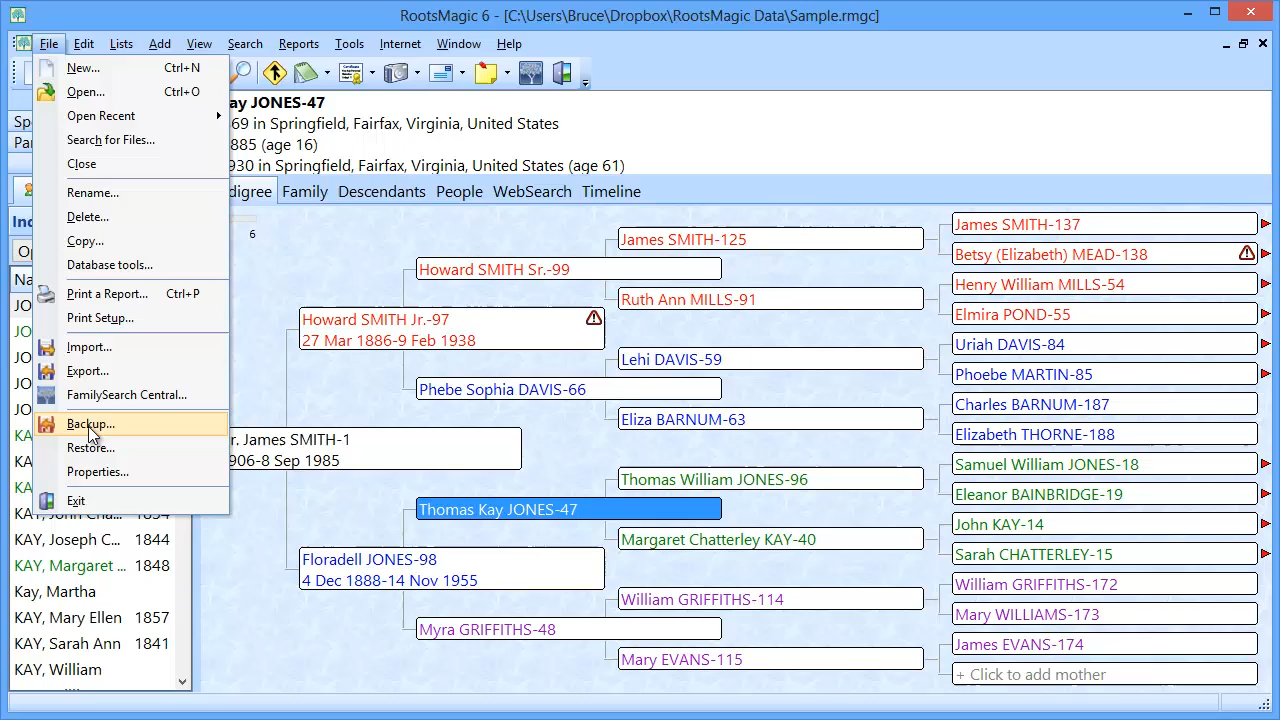 RootsMagic 6 - [C:\Users\Bruce\Dropbox\RootsMagic Data\Sample.rmgc]
File Edit Lists Add View Search Reports Tools Internet Window Help
New... Ctrl+N
Open... Ctrl+O
Open Recent
Search for Files...
Close
Rename...
Delete...
Copy...
Database tools...
Print a Report... Ctrl+P
Print Setup...
Import...
Export...
FamilySearch Central...
Backup...
Restore...
Properties...
Exit
ay JONES-47
69 in Springfield, Fairfax, Virginia, United States
885 (age 16)
930 in Springfield, Fairfax, Virginia, United States (age 61)
digree Family Descendants People WebSearch Timeline
6
KAY, John Cha... 1834
KAY, Joseph C... 1844
KAY, Margaret ... 1848
Kay, Martha
KAY, Mary Ellen 1857
KAY, Sarah Ann 1841
KAY, William
r. James SMITH-1
906-8 Sep 1985
Howard SMITH Jr.-97
27 Mar 1886-9 Feb 1938
Floradell JONES-98
4 Dec 1888-14 Nov 1955
Howard SMITH Sr.-99
Phebe Sophia DAVIS-66
Thomas Kay JONES-47
Myra GRIFFITHS-48
James SMITH-125
Ruth Ann MILLS-91
Lehi DAVIS-59
Eliza BARNUM-63
Thomas William JONES-96
Margaret Chatterley KAY-40
William GRIFFITHS-114
Mary EVANS-115
James SMITH-137
Betsy (Elizabeth) MEAD-138
Henry William MILLS-54
Elmira POND-55
Uriah DAVIS-84
Phoebe MARTIN-85
Charles BARNUM-187
Elizabeth THORNE-188
Samuel William JONES-18
Eleanor BAINBRIDGE-19
John KAY-14
Sarah CHATTERLEY-15
William GRIFFITHS-172
Mary WILLIAMS-173
James EVANS-174
+ Click to add mother